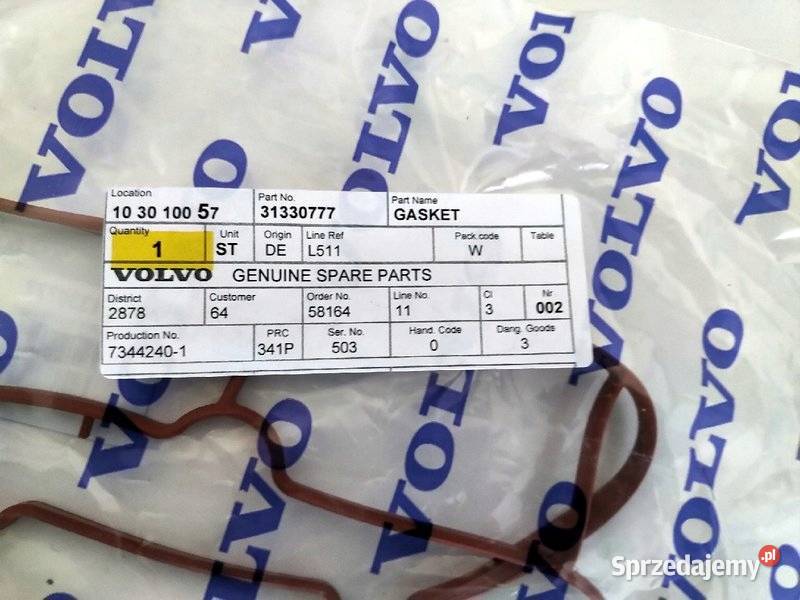 VOLVO
VOLVO
VOLVO
VOLVO
Location
10 30 100 57
Part No.
31330777
Part Name
GASKET
Quantity
1
Unit
ST
Origin
DE
Line Ref
L511
Pack.code
W
Table
VOLVO GENUINE SPARE PARTS
District
2878
Customer
64
Order No.
58164
Line No.
11
CI
3
Nr
002
Production No.
7344240-1
PRC
341P
Ser. No.
503
Hand. Code
0
Dang. Goods
3
VOLVO
VOLVO
VOLVO
VOLVO
Sprzedajemy.pl